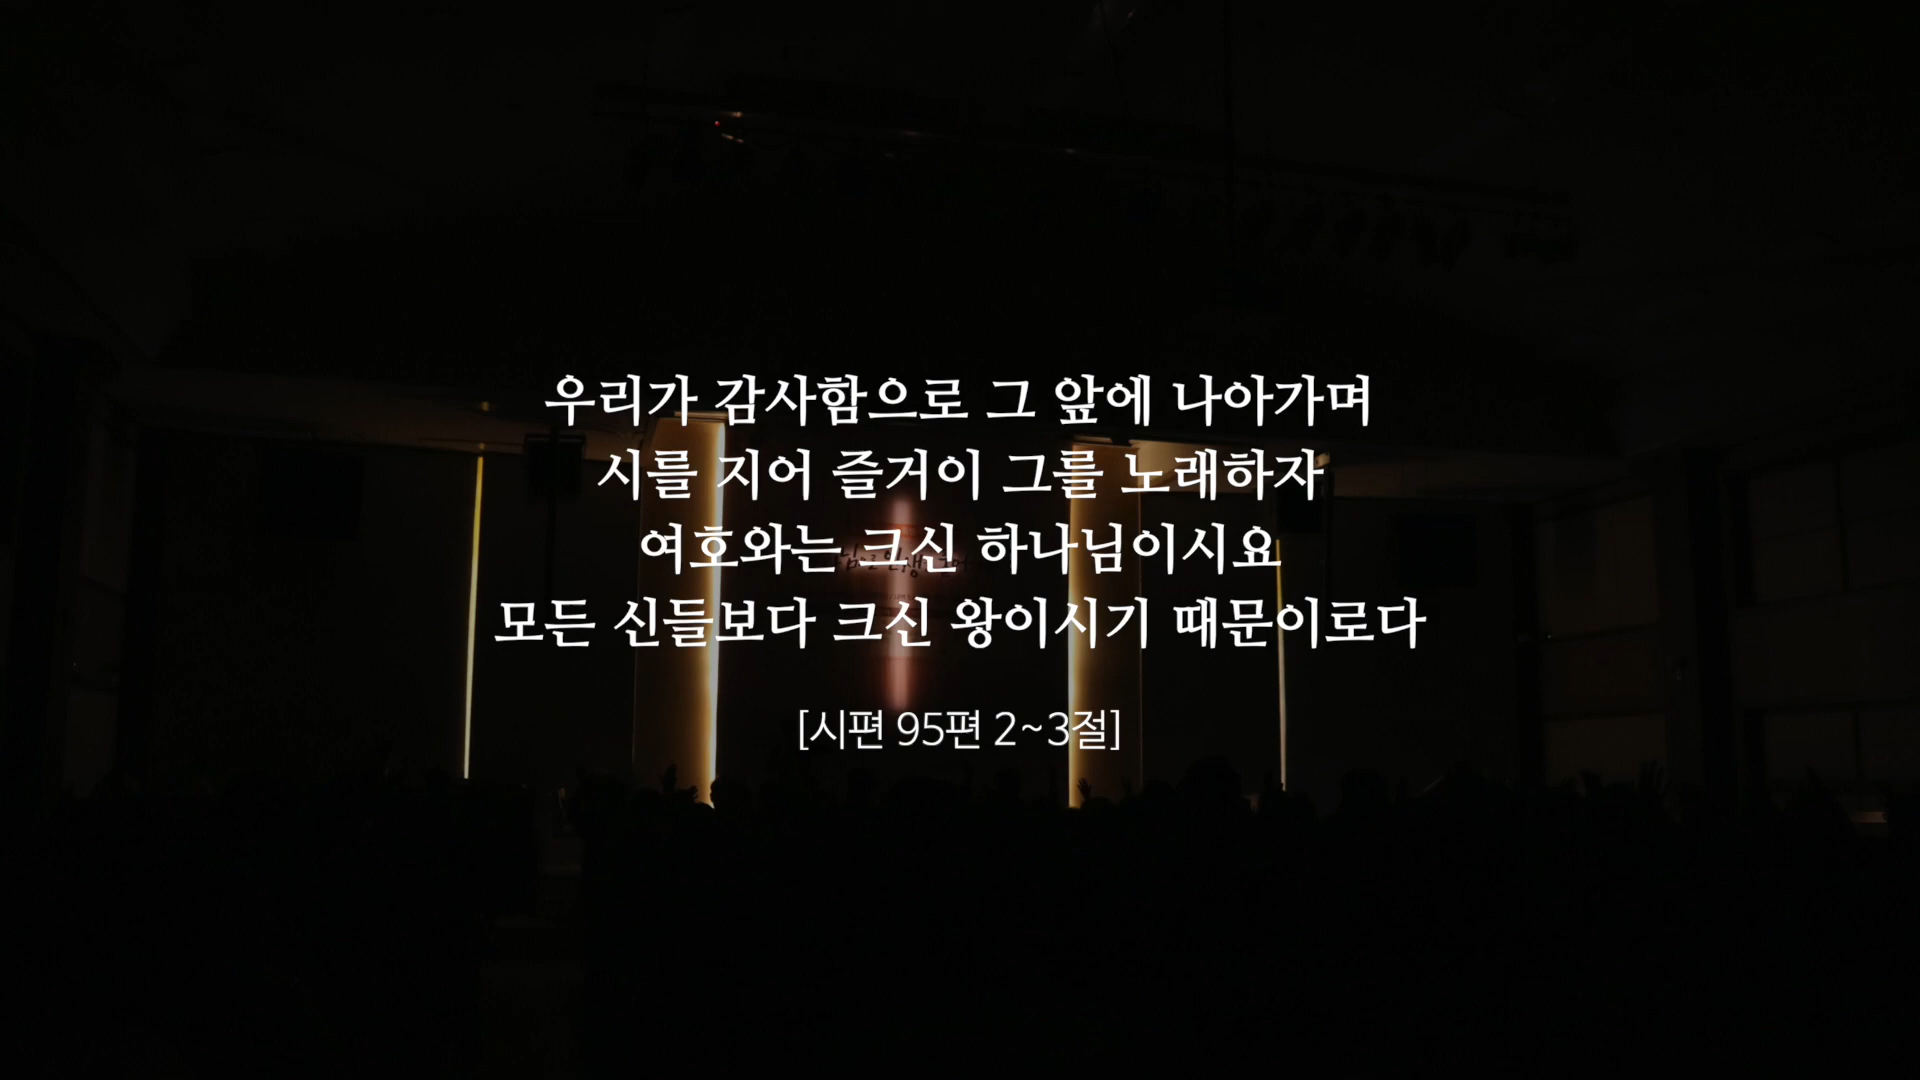 우리가 감사함으로 그 앞에 나아가며
시를 지어 즐거이 그를 노래하자
여호와는 크신 하나님이시요
모든 신들보다 크신 왕이시기 때문이로다
[시편 95편 2~3절]